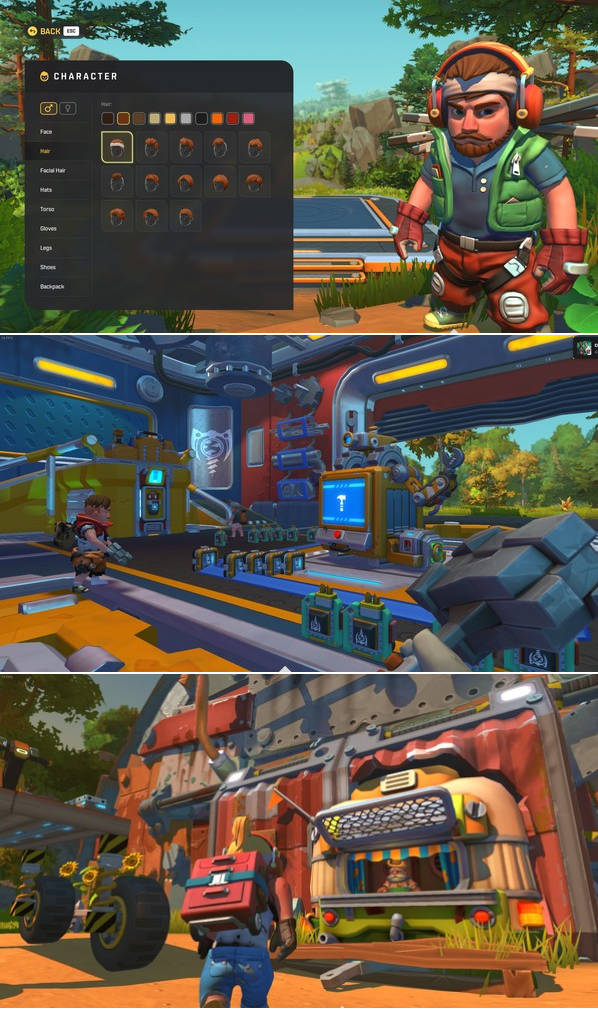 BACK ESC
CHARACTER
Hair:
Face
Hair
Facial Hair
Hats
Torso
Gloves
Legs
Shoes
Backpack